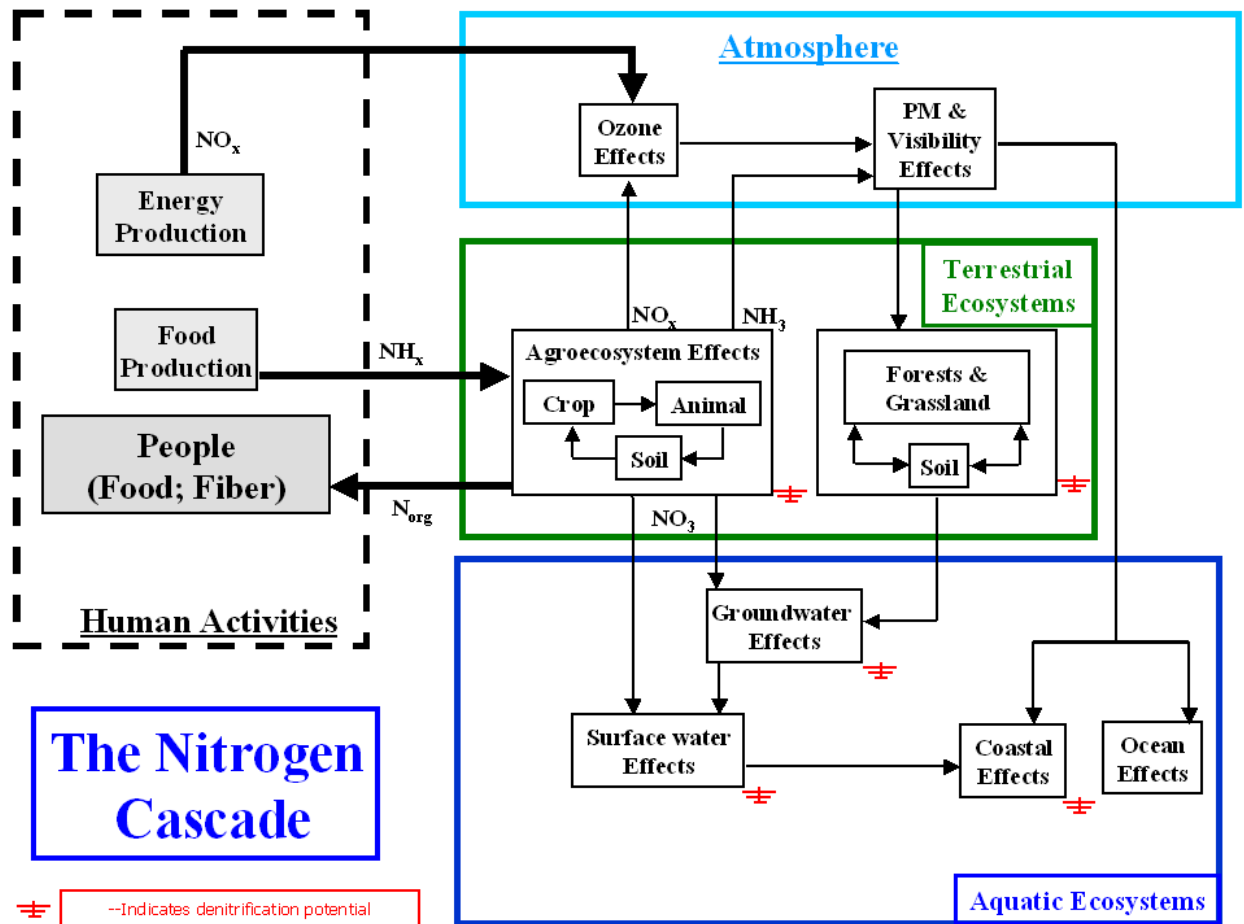 Atmosphere
NOₓ
Ozone
Effects
PM &
Visibility
Effects
Energy
Production
Terrestrial
Ecosystems
Food
Production
NHₓ
NOₓ
NH₃
Agroecosystem Effects
Crop
Animal
Soil
Forests &
Grassland
Soil
People
(Food; Fiber)
N₀ᵣg
NO₃
Human Activities
Groundwater
Effects
Surface water
Effects
Coastal
Effects
Ocean
Effects
The Nitrogen
Cascade
Aquatic Ecosystems
--Indicates denitrification potential